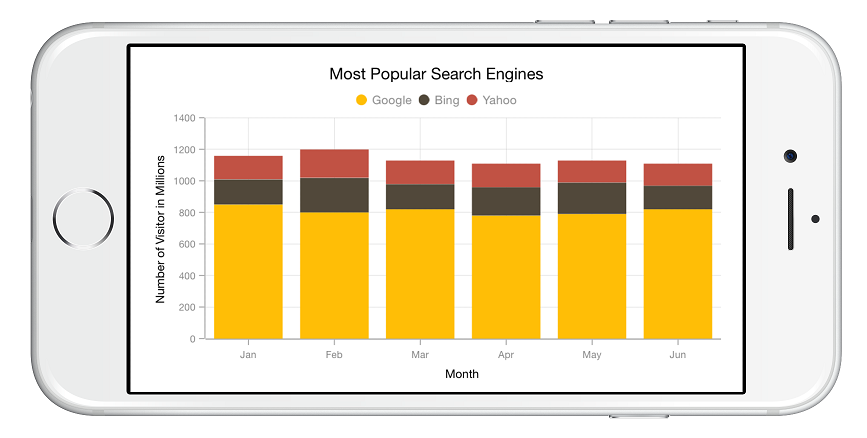 Most Popular Search Engines
Google Bing Yahoo
1400
1200
1000
800
600
400
200
0
Number of Visitor in Millions
Jan Feb Mar Apr May Jun
Month